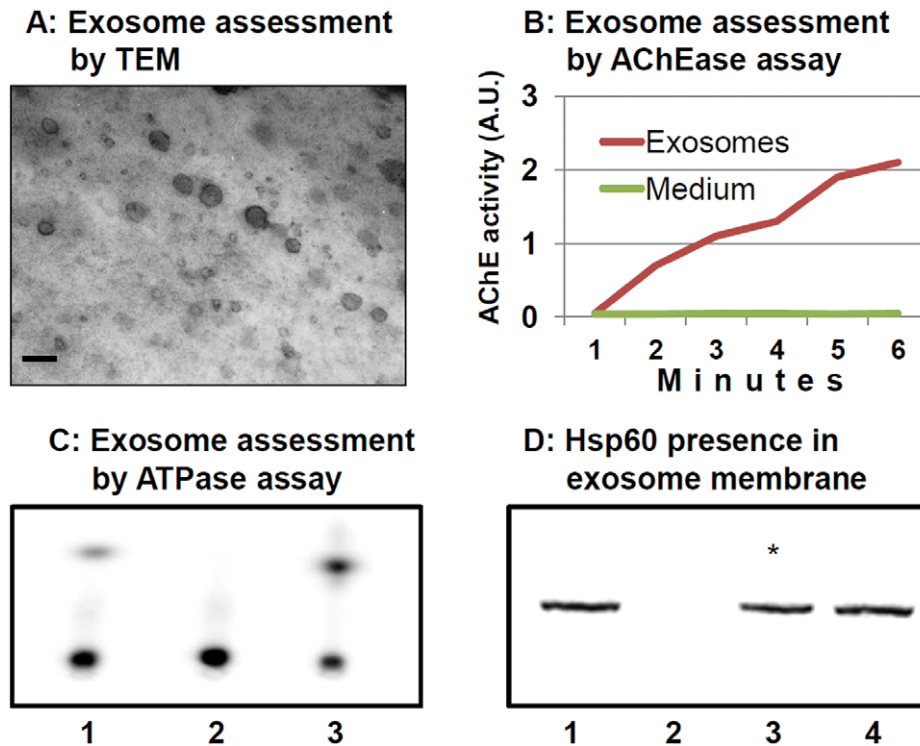 A: Exosome assessment
by TEM
B: Exosome assessment
by AChEase assay
AChE activity (A.U.)
3
2
1
0
Exosomes
Medium
1 2 3 4 5 6
Minutes
C: Exosome assessment
by ATPase assay
1 2 3
D: Hsp60 presence in
exosome membrane
*
1 2 3 4